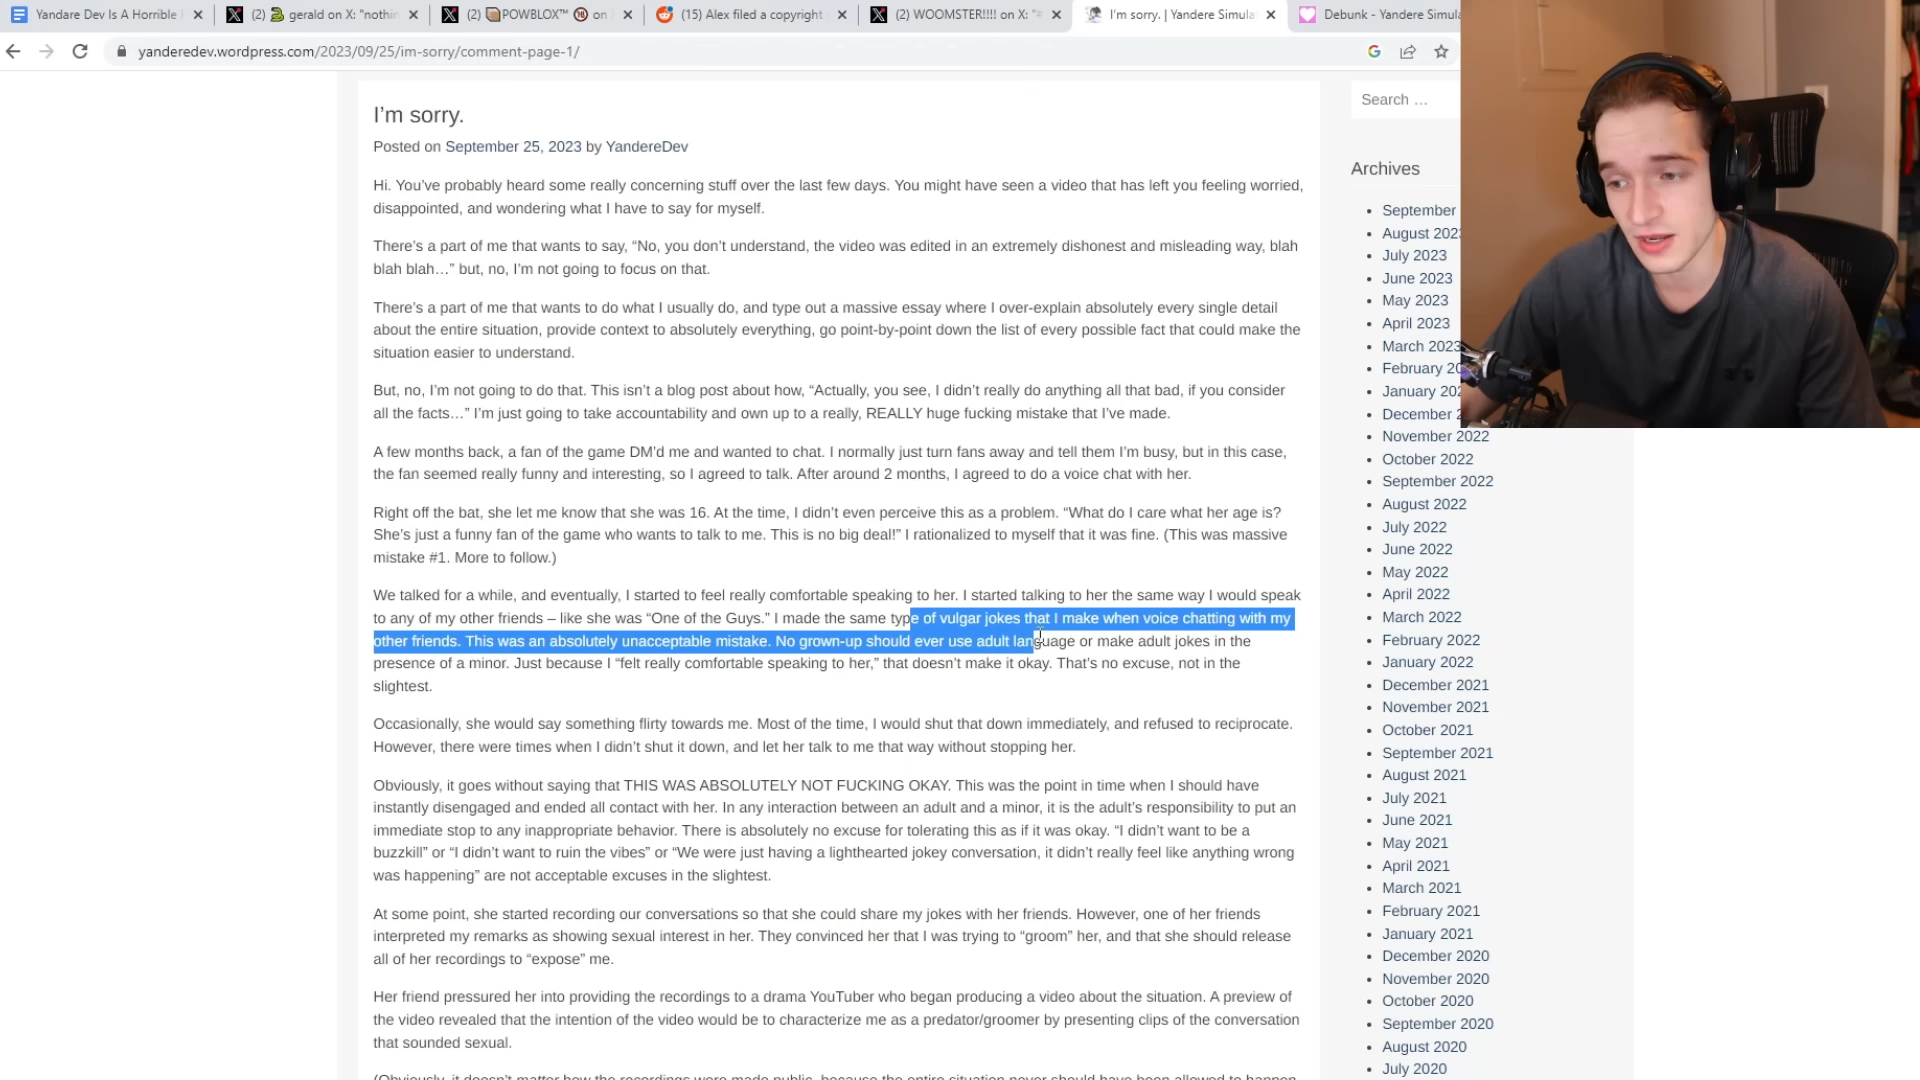 Yandare Dev Is A Horrible
(2) gerald on X: "nothin
(2) POWBLOX™ on
(15) Alex filed a copyright
(2) WOOMSTER!!!! on X: "
I'm sorry. | Yandere Simula
Debunk - Yandere Simul
yanderedev.wordpress.com/2023/09/25/im-sorry/comment-page-1/
I'm sorry.
Posted on September 25, 2023 by YandereDev
Hi. You've probably heard some really concerning stuff over the last few days. You might have seen a video that has left you feeling worried,
disappointed, and wondering what I have to say for myself.
There's a part of me that wants to say, “No, you don't understand, the video was edited in an extremely dishonest and misleading way, blah
blah blah…” but, no, I'm not going to focus on that.
There's a part of me that wants to do what I usually do, and type out a massive essay where I over-explain absolutely every single detail
about the entire situation, provide context to absolutely everything, go point-by-point down the list of every possible fact that could make the
situation easier to understand.
But, no, I'm not going to do that. This isn't a blog post about how, “Actually, you see, I didn't really do anything all that bad, if you consider
all the facts…” I'm just going to take accountability and own up to a really, REALLY huge fucking mistake that I've made.
A few months back, a fan of the game DM'd me and wanted to chat. I normally just turn fans away and tell them I'm busy, but in this case,
the fan seemed really funny and interesting, so I agreed to talk. After around 2 months, I agreed to do a voice chat with her.
Right off the bat, she let me know that she was 16. At the time, I didn't even perceive this as a problem. “What do I care what her age is?
She's just a funny fan of the game who wants to talk to me. This is no big deal!” I rationalized to myself that it was fine. (This was massive
mistake #1. More to follow.)
We talked for a while, and eventually, I started to feel really comfortable speaking to her. I started talking to her the same way I would speak
to any of my other friends – like she was “One of the Guys.” I made the same type of vulgar jokes that I make when voice chatting with my
other friends. This was an absolutely unacceptable mistake. No grown-up should ever use adult language or make adult jokes in the
presence of a minor. Just because I “felt really comfortable speaking to her,” that doesn't make it okay. That's no excuse, not in the
slightest.
Occasionally, she would say something flirty towards me. Most of the time, I would shut that down immediately, and refused to reciprocate.
However, there were times when I didn't shut it down, and let her talk to me that way without stopping her.
Obviously, it goes without saying that THIS WAS ABSOLUTELY NOT FUCKING OKAY. This was the point in time when I should have
instantly disengaged and ended all contact with her. In any interaction between an adult and a minor, it is the adult's responsibility to put an
immediate stop to any inappropriate behavior. There is absolutely no excuse for tolerating this as if it was okay. “I didn't want to be a
buzzkill” or “I didn't want to ruin the vibes” or “We were just having a lighthearted jokey conversation, it didn't really feel like anything wrong
was happening” are not acceptable excuses in the slightest.
At some point, she started recording our conversations so that she could share my jokes with her friends. However, one of her friends
interpreted my remarks as showing sexual interest in her. They convinced her that I was trying to “groom” her, and that she should release
all of her recordings to “expose” me.
Her friend pressured her into providing the recordings to a drama YouTuber who began producing a video about the situation. A preview of
the video revealed that the intention of the video would be to characterize me as a predator/groomer by presenting clips of the conversation
that sounded sexual.
(Obviously, it doesn't matter how the recordings were made public, because the entire situation never should have been allowed to happen
Search …
Archives
September
August 2023
July 2023
June 2023
May 2023
April 2023
March 2023
February 20
January 202
December 2
November 2022
October 2022
September 2022
August 2022
July 2022
June 2022
May 2022
April 2022
March 2022
February 2022
January 2022
December 2021
November 2021
October 2021
September 2021
August 2021
July 2021
June 2021
May 2021
April 2021
March 2021
February 2021
January 2021
December 2020
November 2020
October 2020
September 2020
August 2020
July 2020